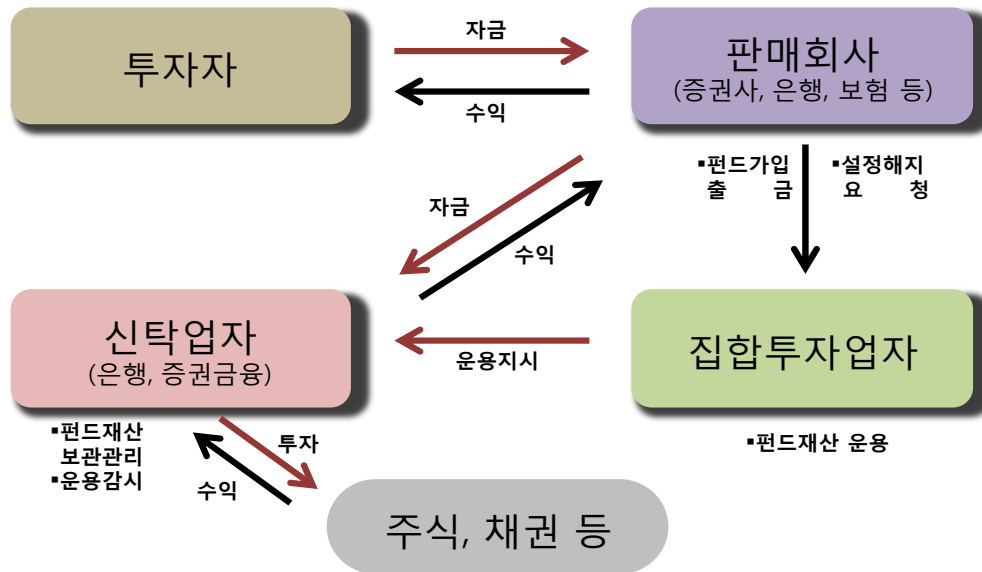 투자자
자금
수익
판매회사
(증권사, 은행, 보험 등)
▪펀드가입
출 금
▪설정해지
요 청
자금
수익
신탁업자
(은행, 증권금융)
운용지시
집합투자업자
▪펀드재산
보관관리
▪운용감시
투자
수익
▪펀드재산 운용
주식, 채권 등